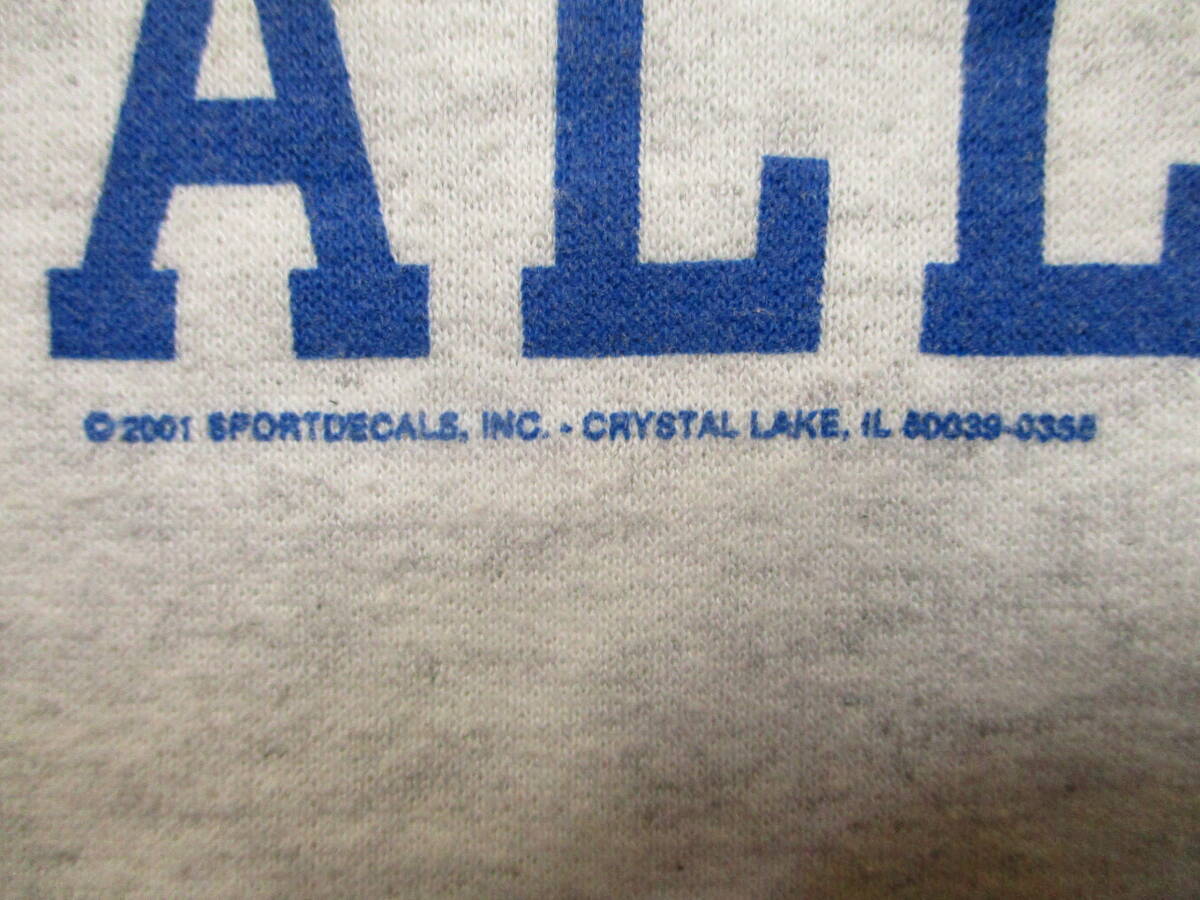 ALL
© 2001 SPORTDECALS, INC. - CRYSTAL LAKE, IL 60039-0358